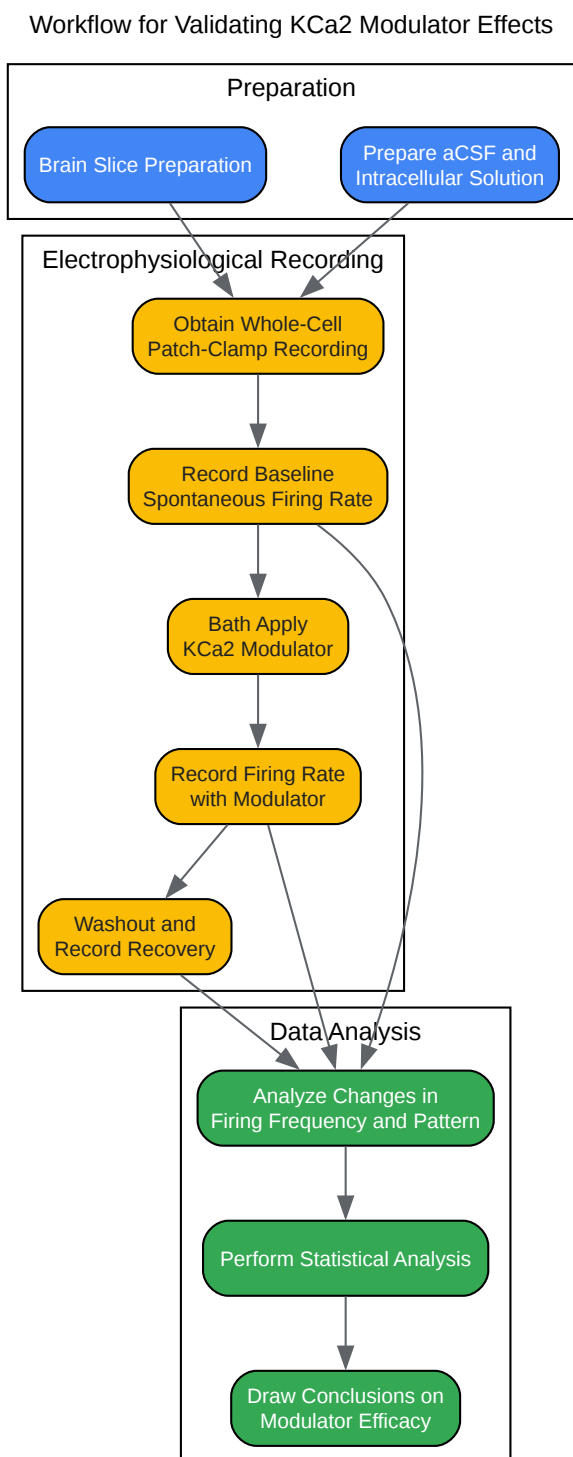 Workflow for Validating KCa2 Modulator Effects
Preparation
Brain Slice Preparation
Prepare aCSF and
Intracellular Solution
Electrophysiological Recording
Obtain Whole-Cell
Patch-Clamp Recording
Record Baseline
Spontaneous Firing Rate
Bath Apply
KCa2 Modulator
Record Firing Rate
with Modulator
Washout and
Record Recovery
Data Analysis
Analyze Changes in
Firing Frequency and Pattern
Perform Statistical Analysis
Draw Conclusions on
Modulator Efficacy